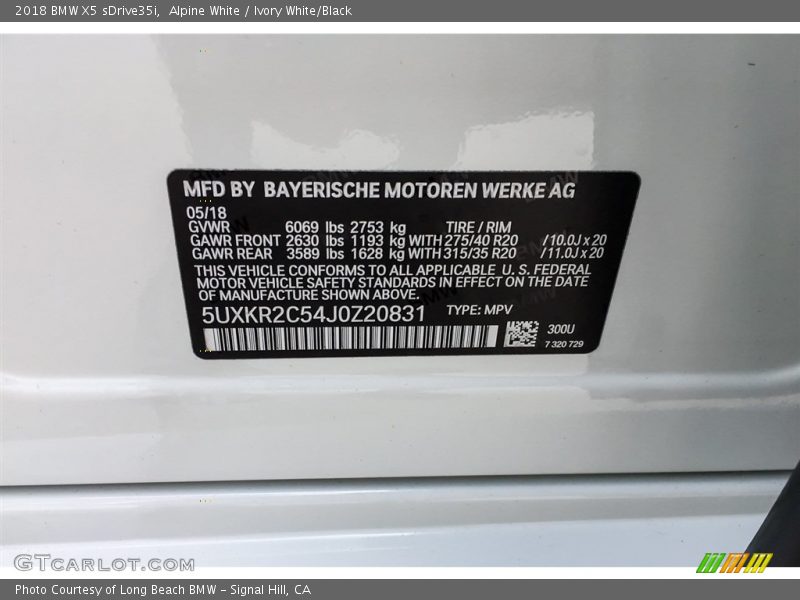 2018 BMW X5 sDrive35i,  Alpine White / Ivory White/Black
MFD BY BAYERISCHE MOTOREN WERKE AG
05/18
GVWR 6069 lbs 2753 kg TIRE / RIM
GAWR FRONT 2630 lbs 1193 kg WITH 275/40 R20 /10.0J x 20
GAWR REAR 3589 lbs 1628 kg WITH 315/35 R20 /11.0J x 20
THIS VEHICLE CONFORMS TO ALL APPLICABLE U. S. FEDERAL
MOTOR VEHICLE SAFETY STANDARDS IN EFFECT ON THE DATE
OF MANUFACTURE SHOWN ABOVE.
5UXKR2C54J0Z20831 TYPE: MPV
300U
7 320 729
GTCARLOT.COM
Photo Courtesy of Long Beach BMW - Signal Hill, CA